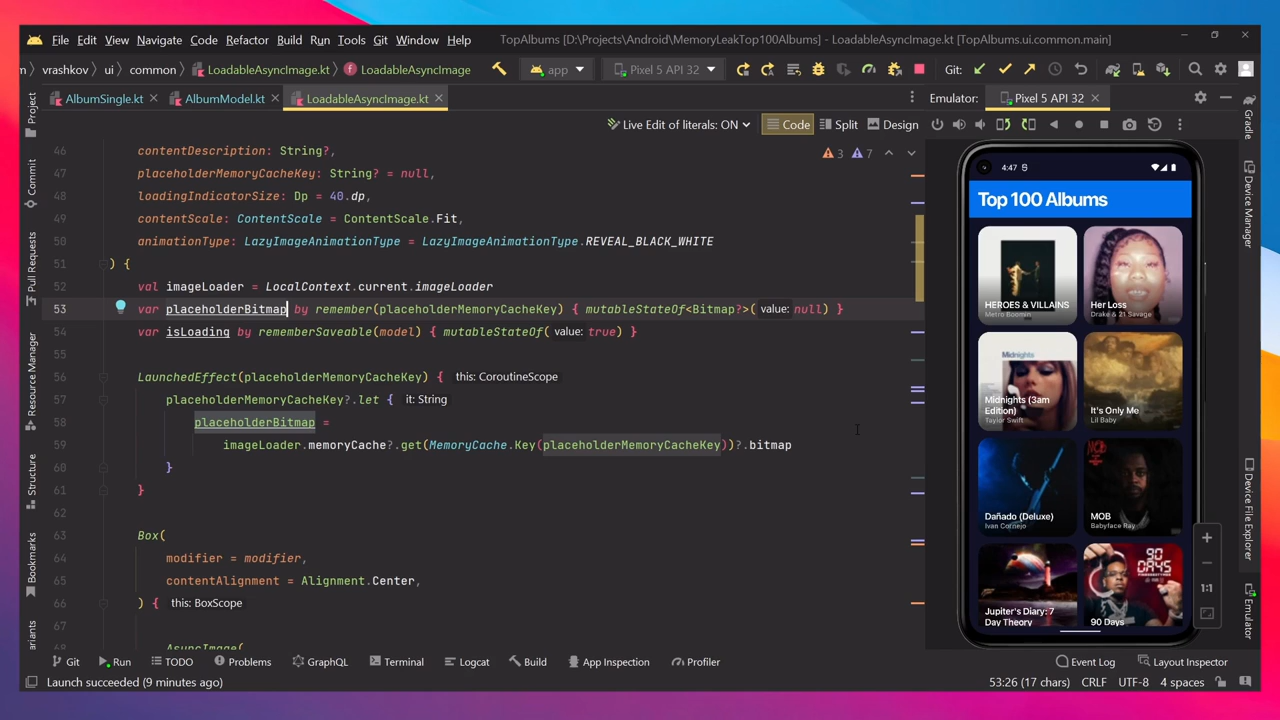 File Edit View Navigate Code Refactor Build Run Tools Git Window Help TopAlbums [D:\Projects\Android\MemoryLeakTop100Albums] - LoadableAsyncImage.kt [TopAlbums.ui.common.main]
m vrashkov ui common LoadableAsyncImage.kt LoadableAsyncImage app Pixel 5 API 32 Git:
AlbumSingle.kt AlbumModel.kt LoadableAsyncImage.kt Emulator: Pixel 5 API 32
Live Edit of literals: ON Code Split Design
3 7
46 contentDescription: String?,
47 placeholderMemoryCacheKey: String? = null,
48 loadingIndicatorSize: Dp = 40.dp,
49 contentScale: ContentScale = ContentScale.Fit,
50 animationType: LazyImageAnimationType = LazyImageAnimationType.REVEAL_BLACK_WHITE
51 ) {
52 val imageLoader = LocalContext.current.imageLoader
53 var placeholderBitmap by remember(placeholderMemoryCacheKey) { mutableStateOf<Bitmap?>( value: null) }
54 var isLoading by rememberSaveable(model) { mutableStateOf( value: true) }
55
56 LaunchedEffect(placeholderMemoryCacheKey) { this: CoroutineScope
57 placeholderMemoryCacheKey?.let { it: String
58 placeholderBitmap =
59 imageLoader.memoryCache?.get(MemoryCache.Key(placeholderMemoryCacheKey))?.bitmap
60 }
61 }
62
63 Box(
64 modifier = modifier,
65 contentAlignment = Alignment.Center,
66 ) { this: BoxScope
67
AsyncImage(
Project
Commit
Pull Requests
Resource Manager
Structure
Bookmarks
iants
4:47
Top 100 Albums
HEROES & VILLAINS
Metro Boomin
Her Loss
Drake & 21 Savage
Midnights
Midnights (3am
Edition)
Taylor Swift
It's Only Me
Lil Baby
Dañado (Deluxe)
Ivan Cornejo
MOB
Babyface Ray
Jupiter's Diary: 7
Day Theory
90
DAYS
90 Days
1:1
Gradle
Device Manager
Device File Explorer
Emulator
Git Run TODO Problems GraphQL Terminal Logcat Build App Inspection Profiler Event Log Layout Inspector
Launch succeeded (9 minutes ago) 53:26 (17 chars) CRLF UTF-8 4 spaces